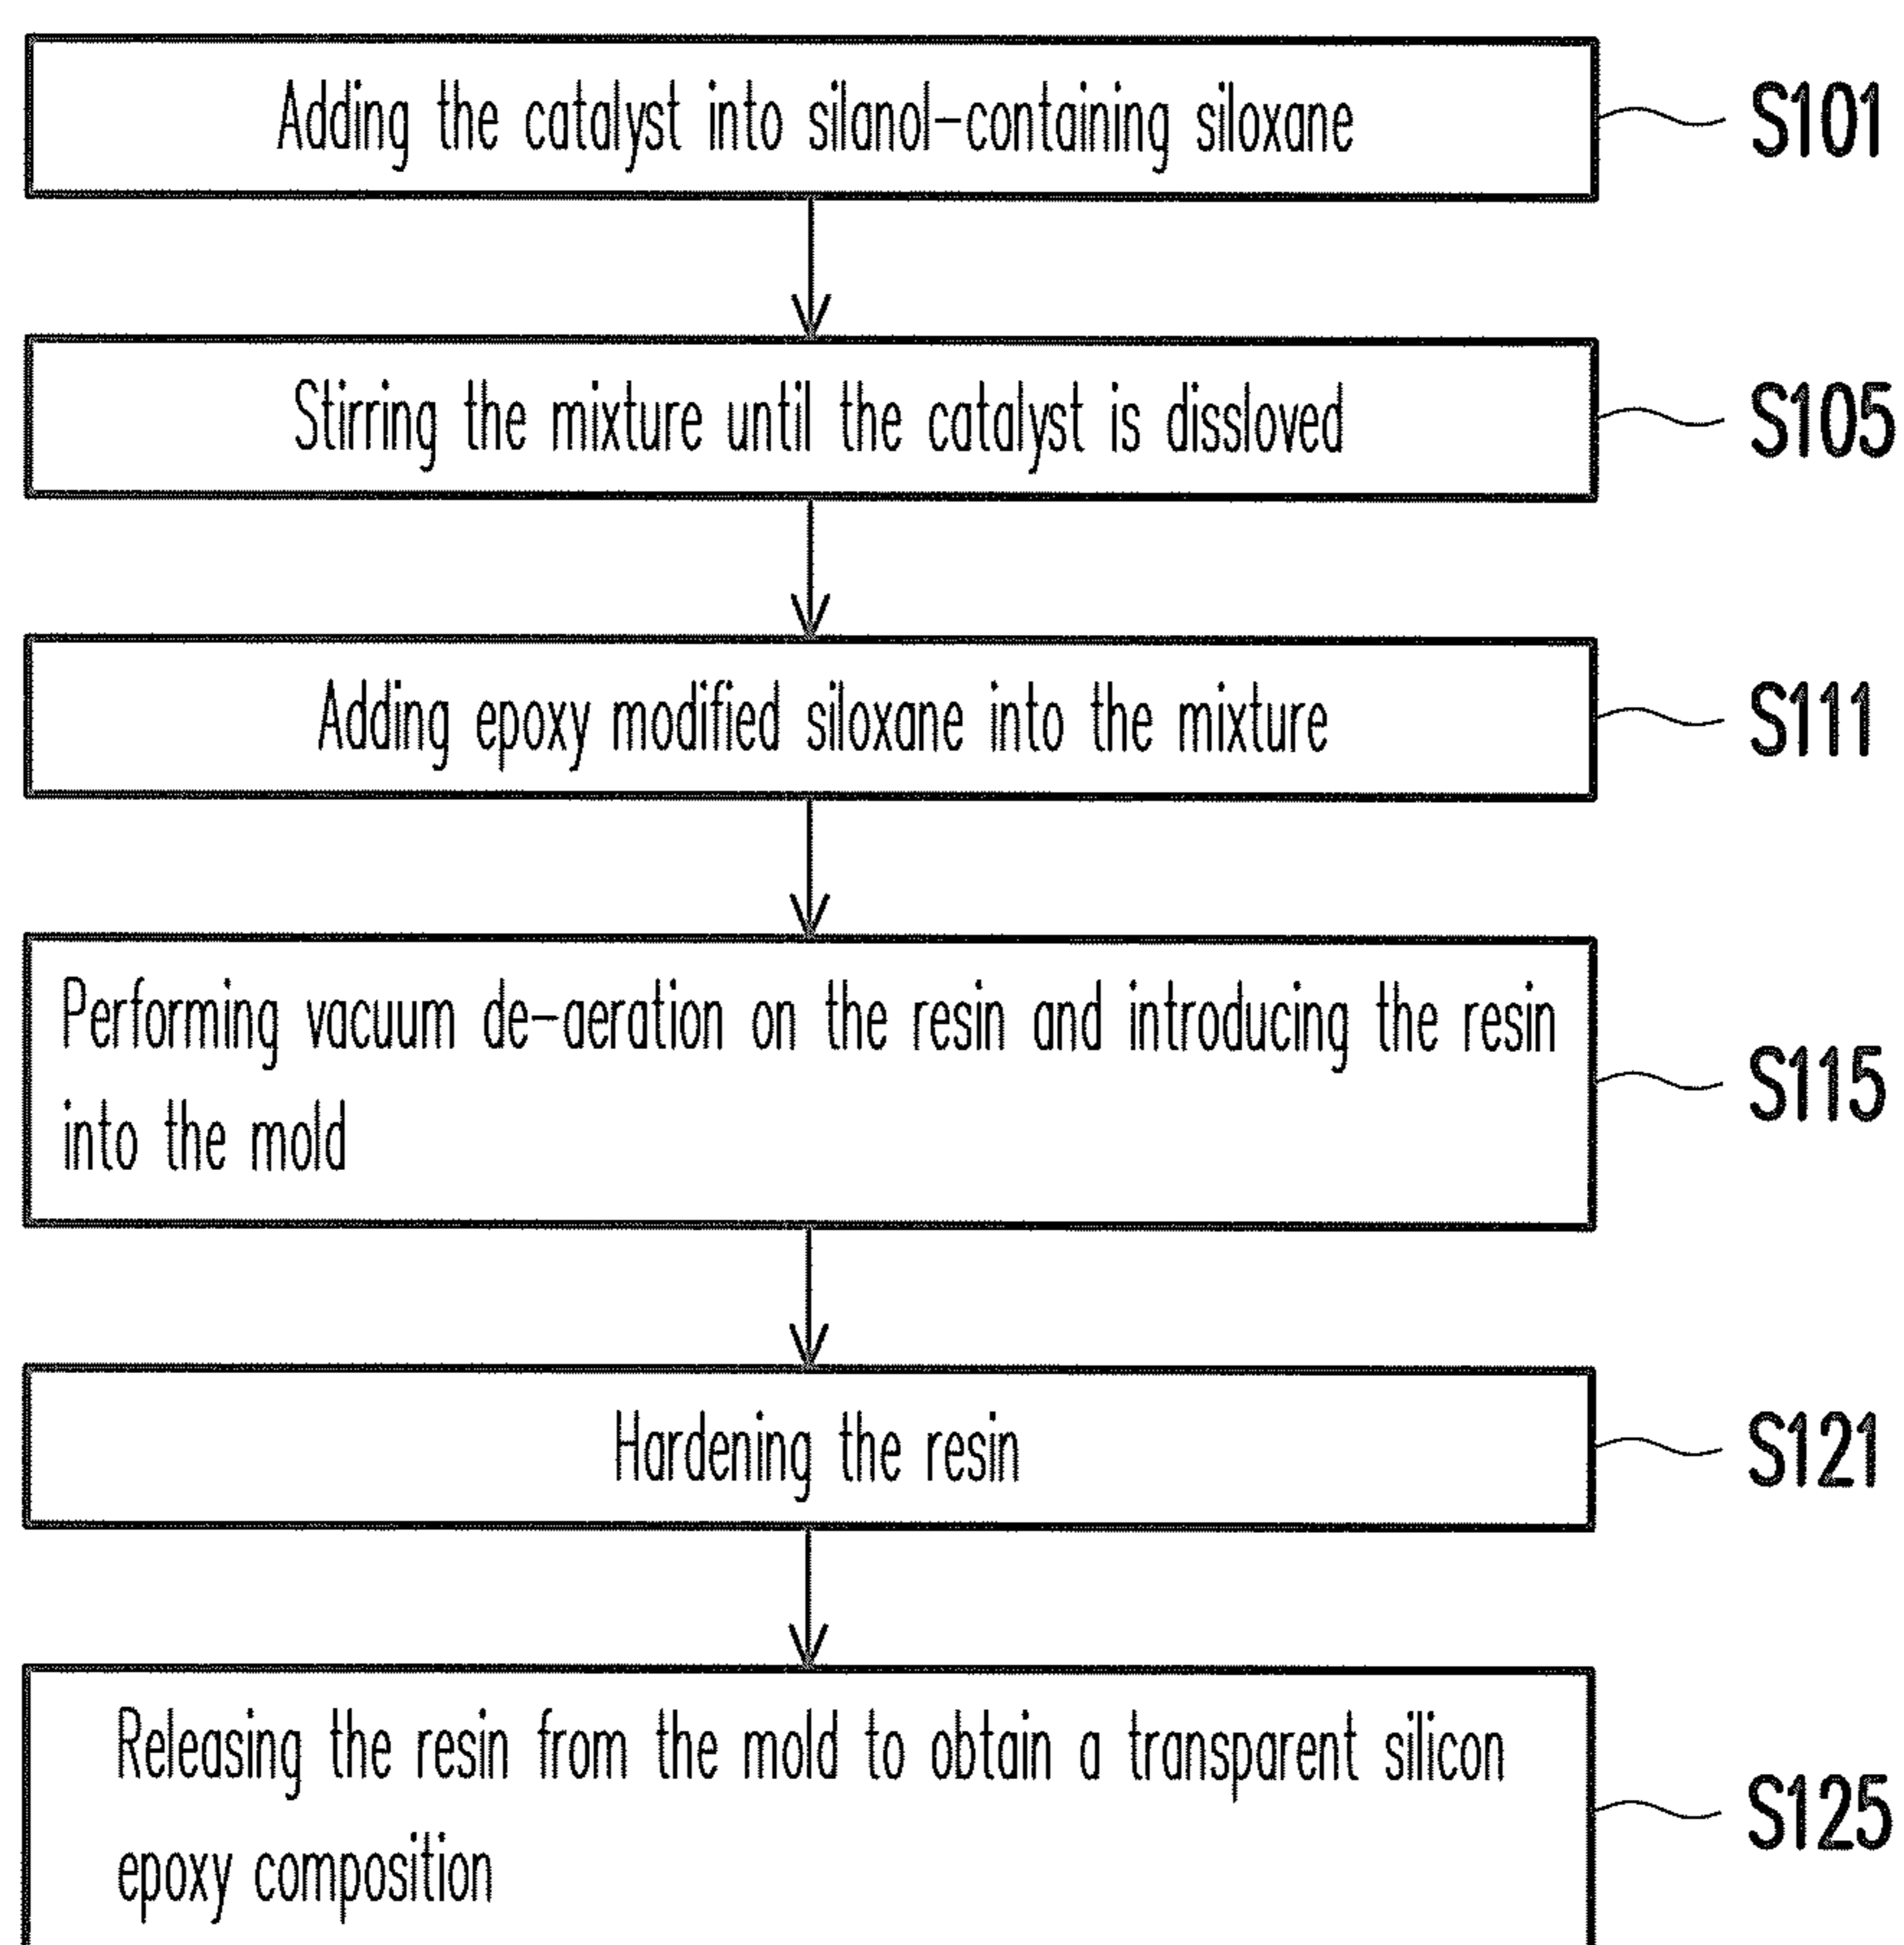 Adding the catalyst into silanol-containing siloxane
S101
Stirring the mixture until the catalyst is dissloved
S105
Adding epoxy modified siloxane into the mixture
S111
Performing vacuum de-aeration on the resin and introducing the resin
into the mold
S115
Hardening the resin
S121
Releasing the resin from the mold to obtain a transparent silicon
epoxy composition
S125